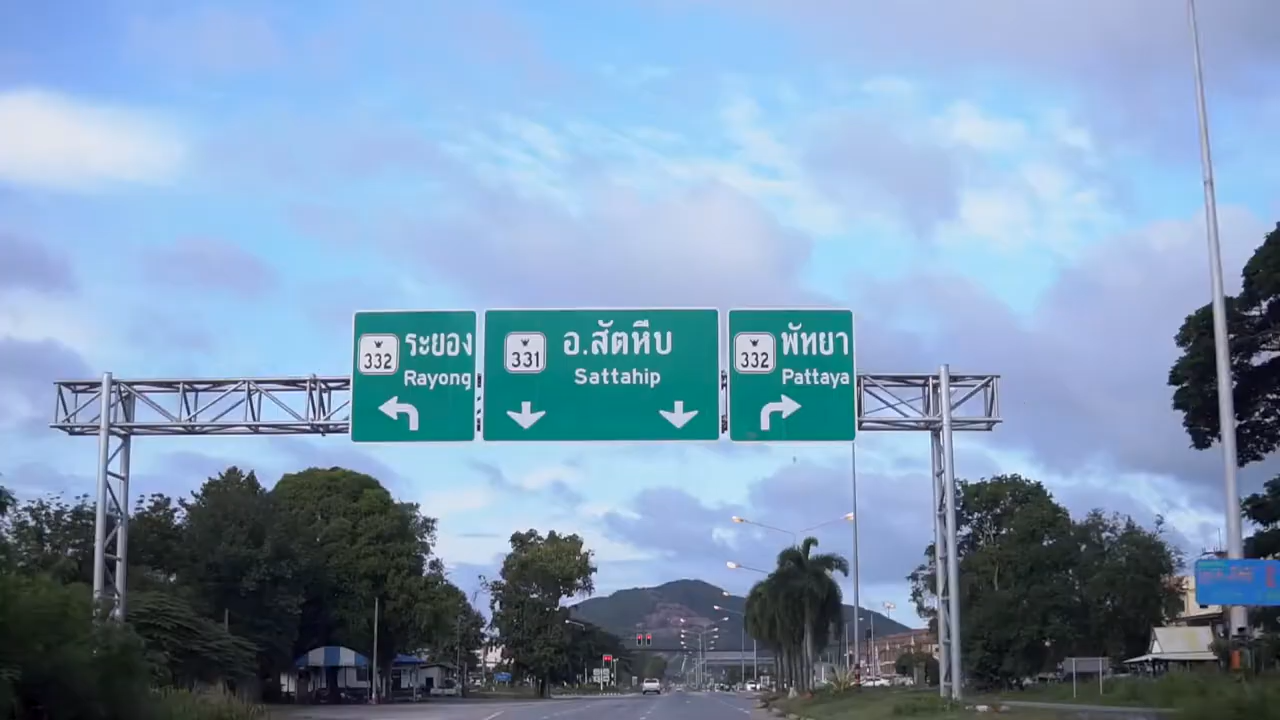 332 ระยอง
Rayong
331 อ.สัตหีบ
Sattahip
332 พัทยา
Pattaya